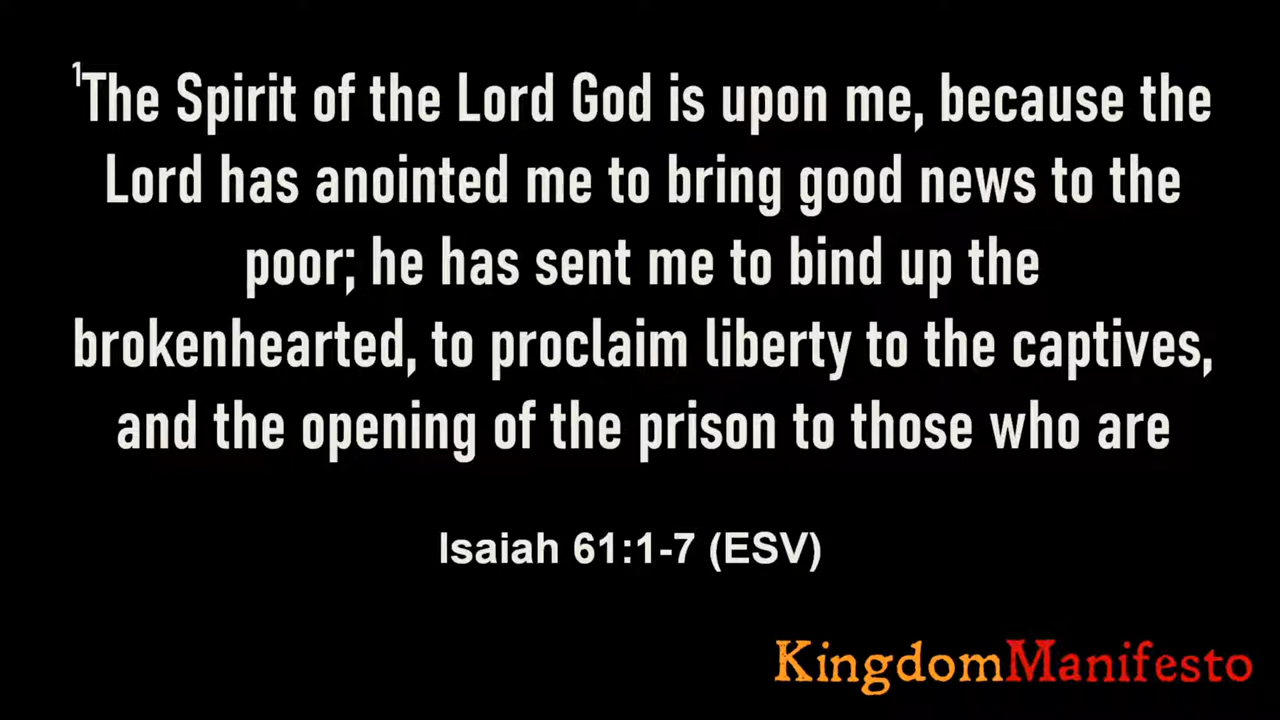 1The Spirit of the Lord God is upon me, because the
Lord has anointed me to bring good news to the
poor; he has sent me to bind up the
brokenhearted, to proclaim liberty to the captives,
and the opening of the prison to those who are
Isaiah 61:1-7 (ESV)
KingdomManifesto